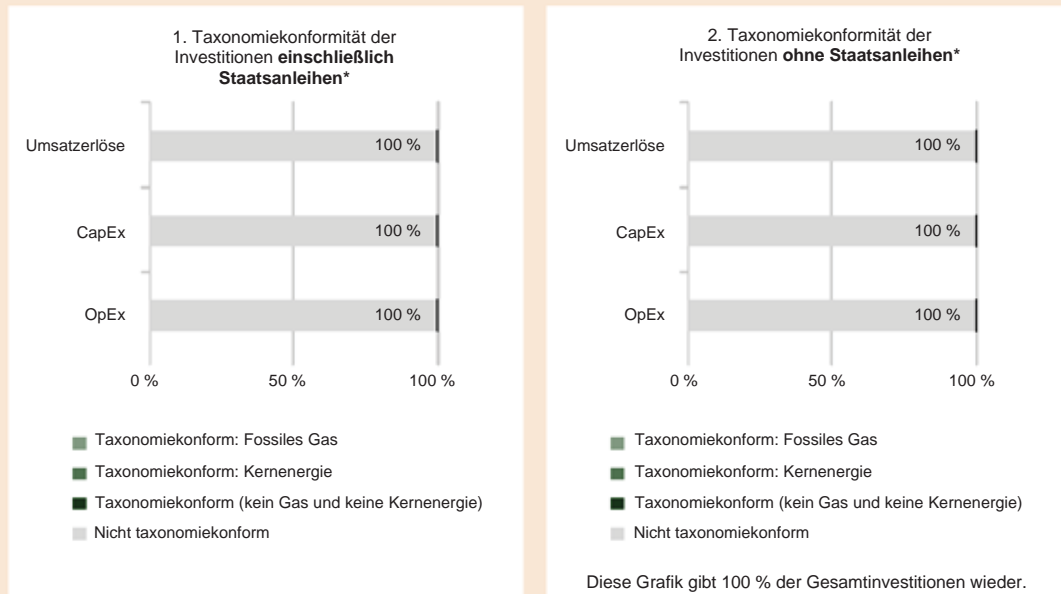 1. Taxonomiekonformität der
Investitionen einschließlich
Staatsanleihen*
Umsatzerlöse
100 %
CapEx
100 %
OpEx
100 %
0 %
50 %
100 %
Taxonomiekonform: Fossiles Gas
Taxonomiekonform: Kernenergie
Taxonomiekonform (kein Gas und keine Kernenergie)
Nicht taxonomiekonform
2. Taxonomiekonformität der
Investitionen ohne Staatsanleihen*
Umsatzerlöse
100 %
CapEx
100 %
OpEx
100 %
0 %
50 %
100 %
Taxonomiekonform: Fossiles Gas
Taxonomiekonform: Kernenergie
Taxonomiekonform (kein Gas und keine Kernenergie)
Nicht taxonomiekonform
Diese Grafik gibt 100 % der Gesamtinvestitionen wieder.